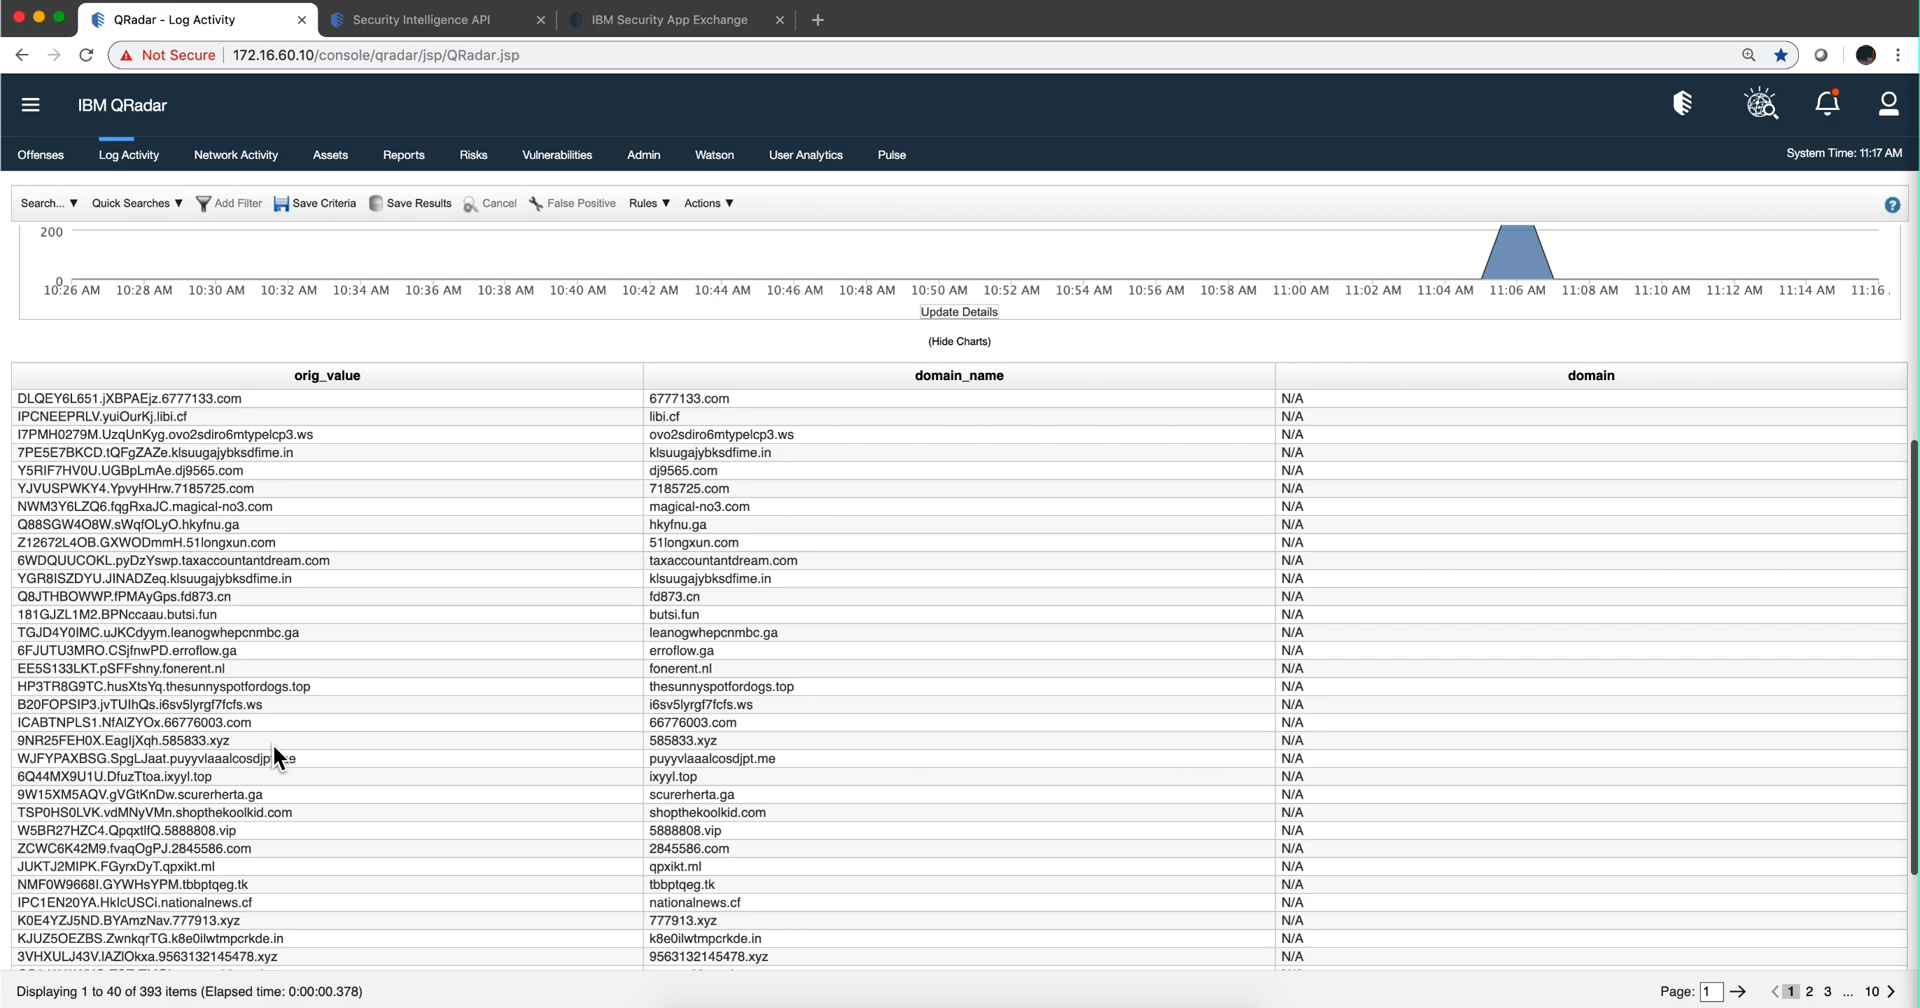 QRadar - Log Activity
Security Intelligence API
IBM Security App Exchange
Not Secure 172.16.60.10/console/qradar/jsp/QRadar.jsp
IBM QRadar
Offenses Log Activity Network Activity Assets Reports Risks Vulnerabilities Admin Watson User Analytics Pulse System Time: 11:17 AM
Search... ▼ Quick Searches ▼ Add Filter Save Criteria Save Results Cancel False Positive Rules ▼ Actions ▼
200
0
10:26 AM 10:28 AM 10:30 AM 10:32 AM 10:34 AM 10:36 AM 10:38 AM 10:40 AM 10:42 AM 10:44 AM 10:46 AM 10:48 AM 10:50 AM 10:52 AM 10:54 AM 10:56 AM 10:58 AM 11:00 AM 11:02 AM 11:04 AM 11:06 AM 11:08 AM 11:10 AM 11:12 AM 11:14 AM 11:16
Update Details
(Hide Charts)
orig_value domain_name domain
DLQEY6L651.jXBPAEjz.6777133.com 6777133.com N/A
IPCNEEPRLV.yuiOurKj.libi.cf libi.cf N/A
I7PMH0279M.UzqUnKyg.ovo2sdiro6mtypelcp3.ws ovo2sdiro6mtypelcp3.ws N/A
7PE5E7BKCD.tQFgZAZe.klsuugajybksdfime.in klsuugajybksdfime.in N/A
Y5RIF7HV0U.UGBpLmAe.dj9565.com dj9565.com N/A
YJVUSPWKY4.YpvyHHrw.7185725.com 7185725.com N/A
NWM3Y6LZQ6.fqgRxaJC.magical-no3.com magical-no3.com N/A
Q88SGW4O8W.sWqfOLyO.hkyfnu.ga hkyfnu.ga N/A
Z12672L4OB.GXWODmmH.51longxun.com 51longxun.com N/A
6WDQUUCOKL.pyDzYswp.taxaccountantdream.com taxaccountantdream.com N/A
YGR8ISZDYU.JINADZeq.klsuugajybksdfime.in klsuugajybksdfime.in N/A
Q8JTHBOWWP.fPMAyGps.fd873.cn fd873.cn N/A
181GJZL1M2.BPNccaau.butsi.fun butsi.fun N/A
TGJD4Y0IMC.uJKCdyym.leanogwhepcnmbc.ga leanogwhepcnmbc.ga N/A
6FJUTU3MRO.CSjfnwPD.erroflow.ga erroflow.ga N/A
EE5S133LKT.pSFFshny.fonerent.nl fonerent.nl N/A
HP3TR8G9TC.husXtsYq.thesunnyspotfordogs.top thesunnyspotfordogs.top N/A
B20FOPSIP3.jvTUIhQs.i6sv5lyrgf7fcfs.ws i6sv5lyrgf7fcfs.ws N/A
ICABTNPLS1.NfAlZYOx.66776003.com 66776003.com N/A
9NR25FEH0X.EagljXqh.585833.xyz 585833.xyz N/A
WJFYPAXBSG.SpgLJaat.puyyvlaaalcosdjp e puyyvlaaalcosdjpt.me N/A
6Q44MX9U1U.DfuzTtoa.ixyyl.top ixyyl.top N/A
9W15XM5AQV.gVGtKnDw.scurerherta.ga scurerherta.ga N/A
TSP0HS0LVK.vdMNyVMn.shopthekoolkid.com shopthekoolkid.com N/A
W5BR27HZC4.QpqxtlfQ.5888808.vip 5888808.vip N/A
ZCWC6K42M9.fvaqOgPJ.2845586.com 2845586.com N/A
JUKTJ2MIPK.FGyrxDyT.qpxikt.ml qpxikt.ml N/A
NMF0W9668I.GYWHsYPM.tbbptqeg.tk tbbptqeg.tk N/A
IPC1EN20YA.HklcUSCi.nationalnews.cf nationalnews.cf N/A
K0E4YZJ5ND.BYAmzNav.777913.xyz 777913.xyz N/A
KJUZ5OEZBS.ZwnkqrTG.k8e0ilwtmpcrkde.in k8e0ilwtmpcrkde.in N/A
3VHXULJ43V.lAZlOkxa.9563132145478.xyz 9563132145478.xyz N/A
Displaying 1 to 40 of 393 items (Elapsed time: 0:00:00.378) Page: 1 1 2 3 ... 10